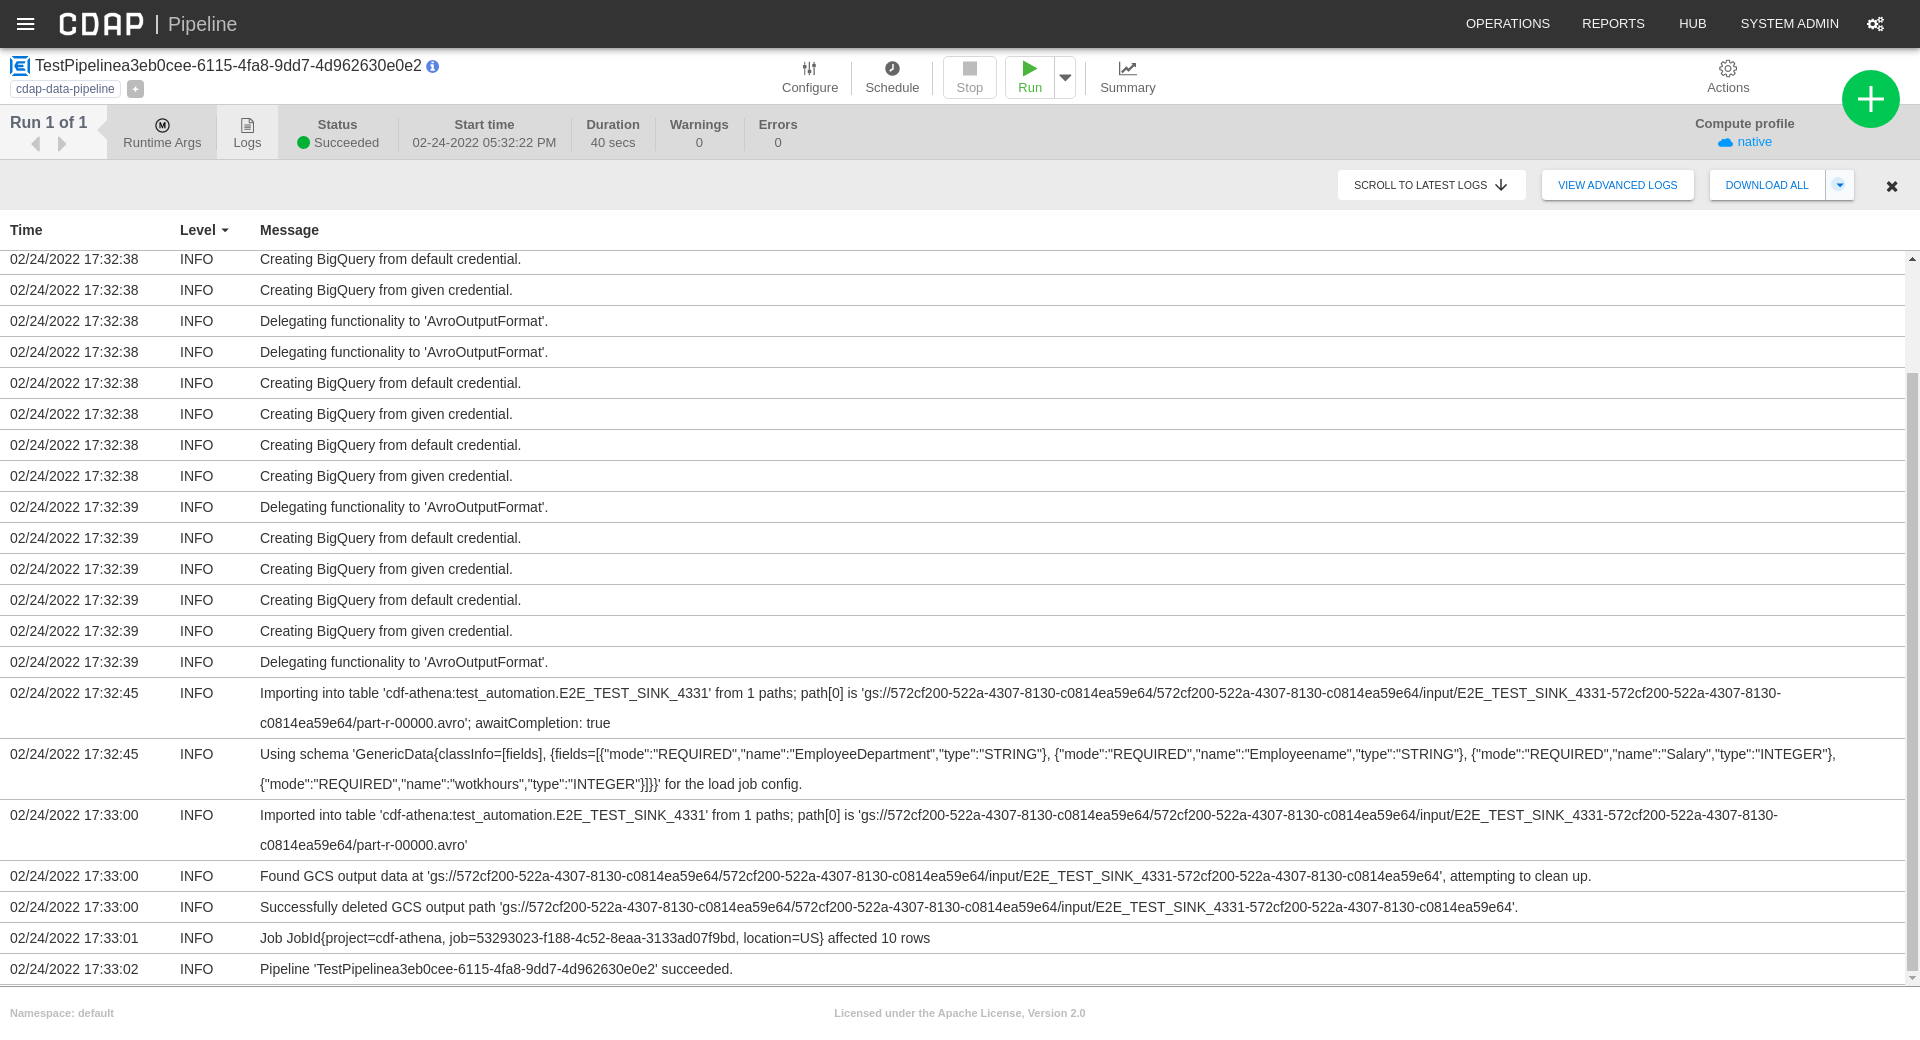 CDAP | Pipeline
OPERATIONS REPORTS HUB SYSTEM ADMIN
TestPipelinea3eb0cee-6115-4fa8-9dd7-4d962630e0e2
cdap-data-pipeline +
Configure Schedule Stop Run Summary Actions
Run 1 of 1
Runtime Args Logs
Status
Succeeded
Start time
02-24-2022 05:32:22 PM
Duration
40 secs
Warnings
0
Errors
0
Compute profile
native
SCROLL TO LATEST LOGS VIEW ADVANCED LOGS DOWNLOAD ALL
Time Level Message
02/24/2022 17:32:38 INFO Creating BigQuery from default credential.
02/24/2022 17:32:38 INFO Creating BigQuery from given credential.
02/24/2022 17:32:38 INFO Delegating functionality to 'AvroOutputFormat'.
02/24/2022 17:32:38 INFO Delegating functionality to 'AvroOutputFormat'.
02/24/2022 17:32:38 INFO Creating BigQuery from default credential.
02/24/2022 17:32:38 INFO Creating BigQuery from given credential.
02/24/2022 17:32:38 INFO Creating BigQuery from default credential.
02/24/2022 17:32:38 INFO Creating BigQuery from given credential.
02/24/2022 17:32:39 INFO Delegating functionality to 'AvroOutputFormat'.
02/24/2022 17:32:39 INFO Creating BigQuery from default credential.
02/24/2022 17:32:39 INFO Creating BigQuery from given credential.
02/24/2022 17:32:39 INFO Creating BigQuery from default credential.
02/24/2022 17:32:39 INFO Creating BigQuery from given credential.
02/24/2022 17:32:39 INFO Delegating functionality to 'AvroOutputFormat'.
02/24/2022 17:32:45 INFO Importing into table 'cdf-athena:test_automation.E2E_TEST_SINK_4331' from 1 paths; path[0] is 'gs://572cf200-522a-4307-8130-c0814ea59e64/572cf200-522a-4307-8130-c0814ea59e64/input/E2E_TEST_SINK_4331-572cf200-522a-4307-8130-
c0814ea59e64/part-r-00000.avro'; awaitCompletion: true
02/24/2022 17:32:45 INFO Using schema 'GenericData{classInfo=[fields], {fields=[{"mode":"REQUIRED","name":"EmployeeDepartment","type":"STRING"}, {"mode":"REQUIRED","name":"Employeename","type":"STRING"}, {"mode":"REQUIRED","name":"Salary","type":"INTEGER"},
{"mode":"REQUIRED","name":"wotkhours","type":"INTEGER"}]}}' for the load job config.
02/24/2022 17:33:00 INFO Imported into table 'cdf-athena:test_automation.E2E_TEST_SINK_4331' from 1 paths; path[0] is 'gs://572cf200-522a-4307-8130-c0814ea59e64/572cf200-522a-4307-8130-c0814ea59e64/input/E2E_TEST_SINK_4331-572cf200-522a-4307-8130-
c0814ea59e64/part-r-00000.avro'
02/24/2022 17:33:00 INFO Found GCS output data at 'gs://572cf200-522a-4307-8130-c0814ea59e64/572cf200-522a-4307-8130-c0814ea59e64/input/E2E_TEST_SINK_4331-572cf200-522a-4307-8130-c0814ea59e64', attempting to clean up.
02/24/2022 17:33:00 INFO Successfully deleted GCS output path 'gs://572cf200-522a-4307-8130-c0814ea59e64/572cf200-522a-4307-8130-c0814ea59e64/input/E2E_TEST_SINK_4331-572cf200-522a-4307-8130-c0814ea59e64'.
02/24/2022 17:33:01 INFO Job JobId{project=cdf-athena, job=53293023-f188-4c52-8eaa-3133ad07f9bd, location=US} affected 10 rows
02/24/2022 17:33:02 INFO Pipeline 'TestPipelinea3eb0cee-6115-4fa8-9dd7-4d962630e0e2' succeeded.
Namespace: default Licensed under the Apache License, Version 2.0